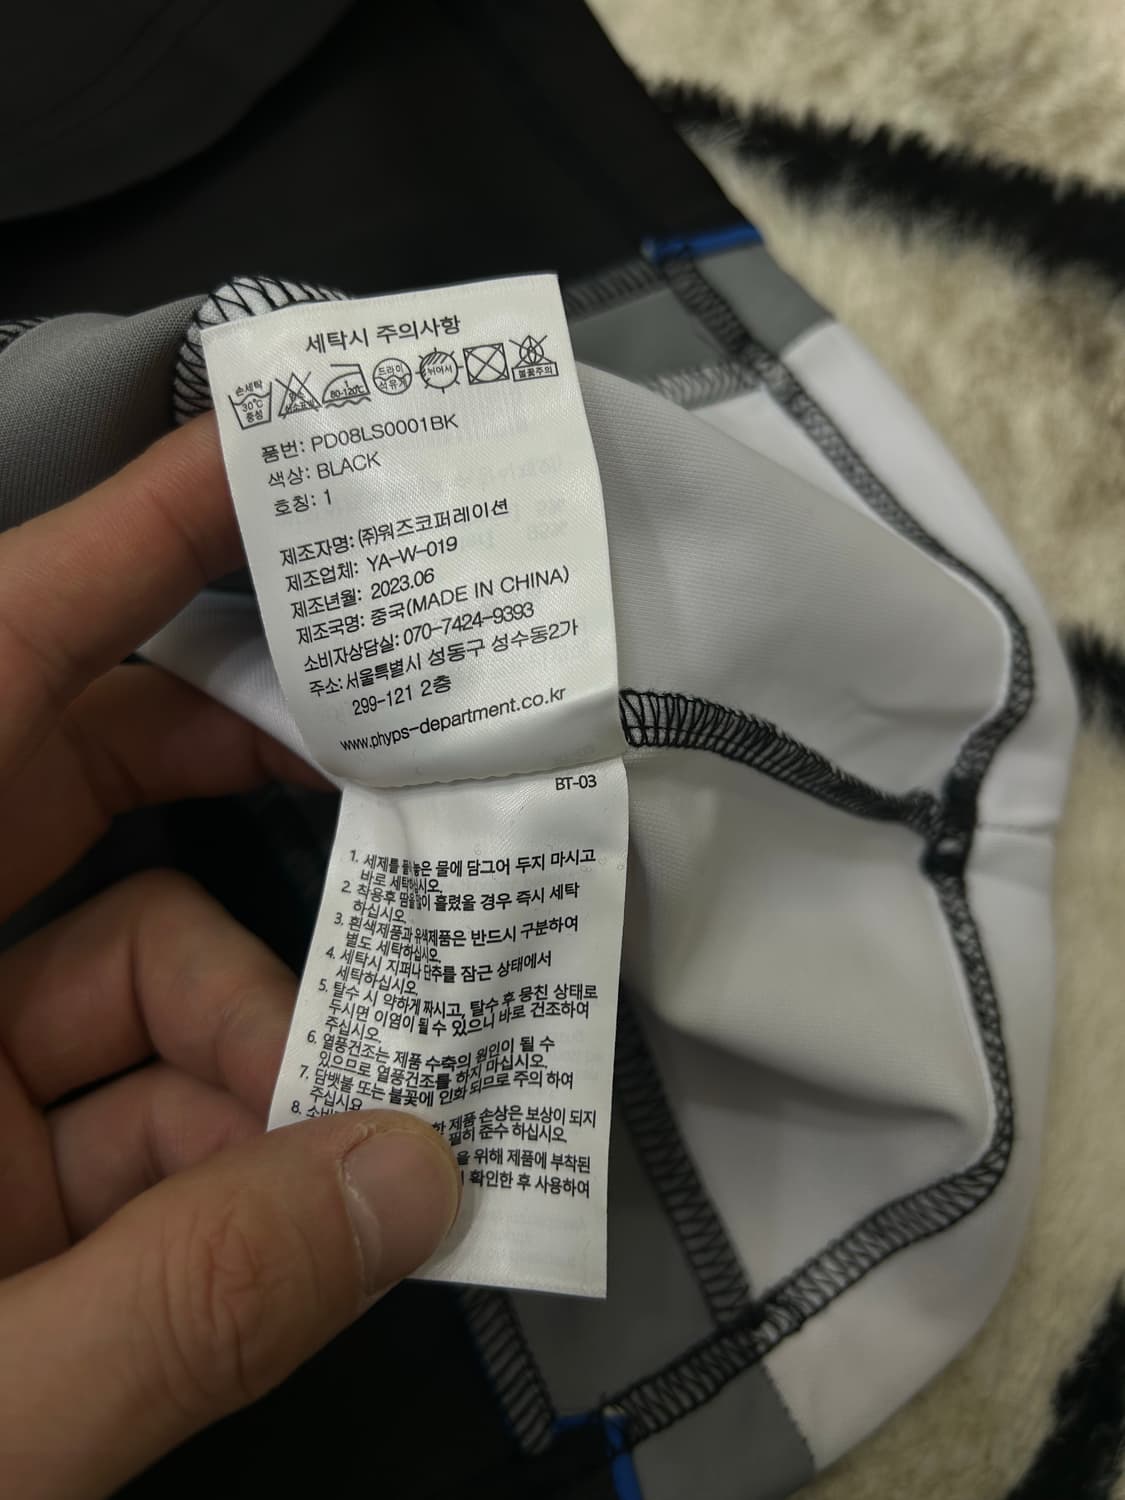 세탁시 주의사항
손세탁 30℃ 중성
1 80-120℃
드라이 석유계
뉘어서
불꽃주의
품번: PD08LS0001BK
색상: BLACK
호칭: 1
제조자명: (주)워즈코퍼레이션
제조업체: YA-W-019
제조년월: 2023.06
제조국명: 중국(MADE IN CHINA)
소비자상담실: 070-7424-9393
주소: 서울특별시 성동구 성수동2가
299-121 2층
www.phyps-department.co.kr
BT-03
1. 세제를 풀어놓은 물에 담그어 두지 마시고
바로 세탁하십시오.
2. 착용후 땀을 많이 흘렸을 경우 즉시 세탁
하십시오.
3. 흰색제품과 유색제품은 반드시 구분하여
별도 세탁하십시오.
4. 세탁시 지퍼나 단추를 잠근 상태에서
세탁하십시오.
5. 탈수 시 약하게 짜시고, 탈수 후 뭉친 상태로
두시면 이염이 될 수 있으니 바로 건조하여
주십시오.
6. 열풍건조는 제품 수축의 원인이 될 수
있으므로 열풍건조를 하지 마십시오.
7. 담뱃불 또는 불꽃에 인화 되므로 주의 하여
주십시요.
8. 제품 손상은 보상이 되지
필히 준수 하십시오.
을 위해 제품에 부착된
확인한 후 사용하여